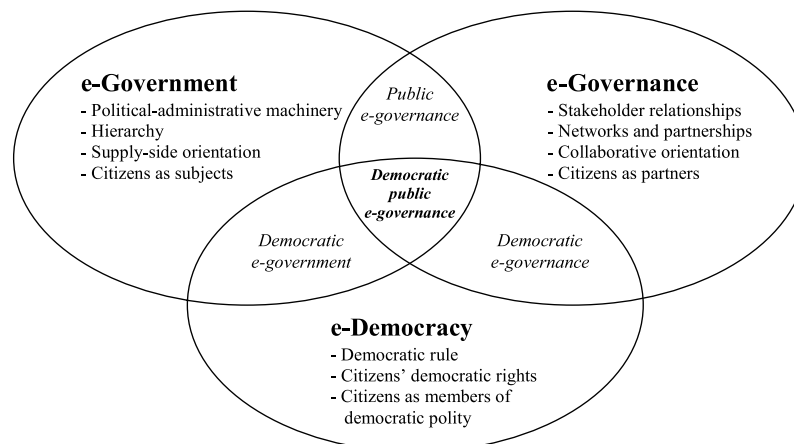 e-Government
- Political-administrative machinery
- Hierarchy
- Supply-side orientation
- Citizens as subjects
Public
e-governance
e-Governance
- Stakeholder relationships
- Networks and partnerships
- Collaborative orientation
- Citizens as partners
Democratic
public
e-governance
Democratic
e-government
Democratic
e-governance
e-Democracy
- Democratic rule
- Citizens’ democratic rights
- Citizens as members of
democratic polity